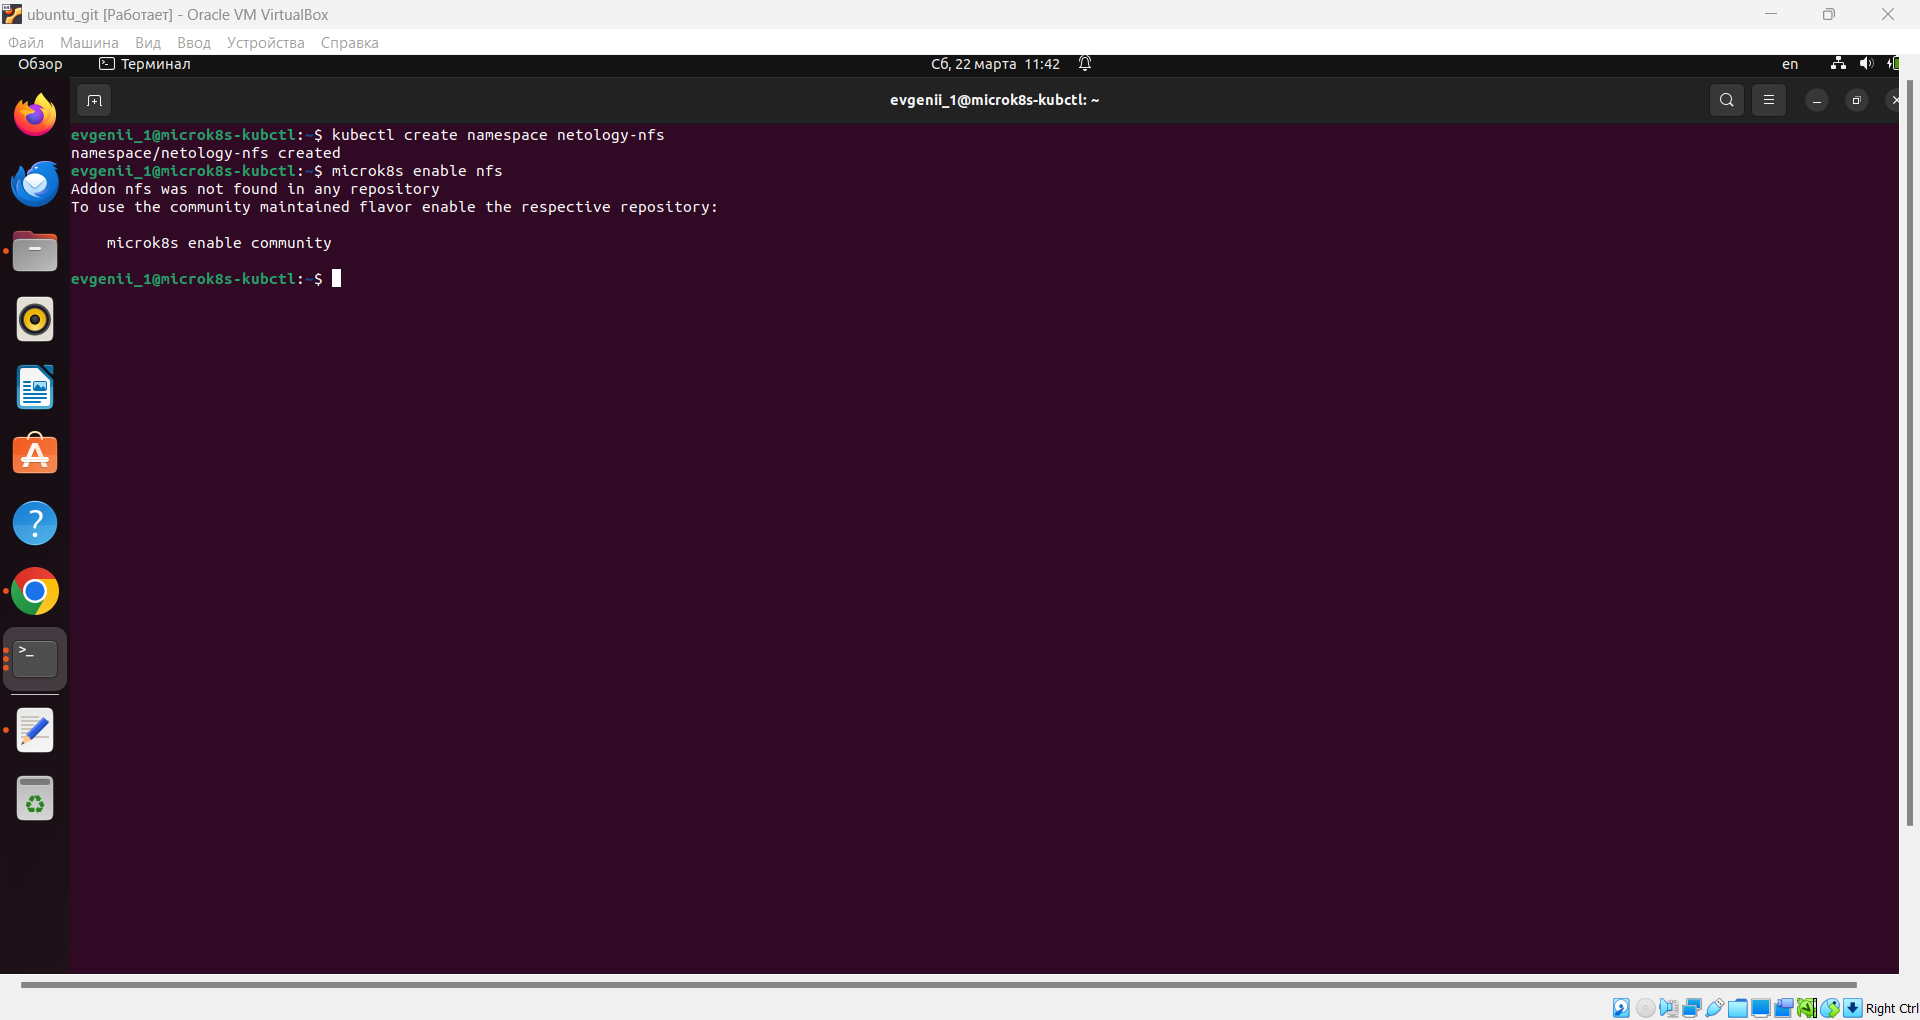 ubuntu_git [Работает] - Oracle VM VirtualBox
Файл Машина Вид Ввод Устройства Справка
Обзор Терминал Сб, 22 марта 11:42 en
evgenii_1@microk8s-kubctl: ~
evgenii_1@microk8s-kubctl:~$ kubectl create namespace netology-nfs
namespace/netology-nfs created
evgenii_1@microk8s-kubctl:~$ microk8s enable nfs
Addon nfs was not found in any repository
To use the community maintained flavor enable the respective repository:
microk8s enable community
evgenii_1@microk8s-kubctl:~$
Right Ctrl